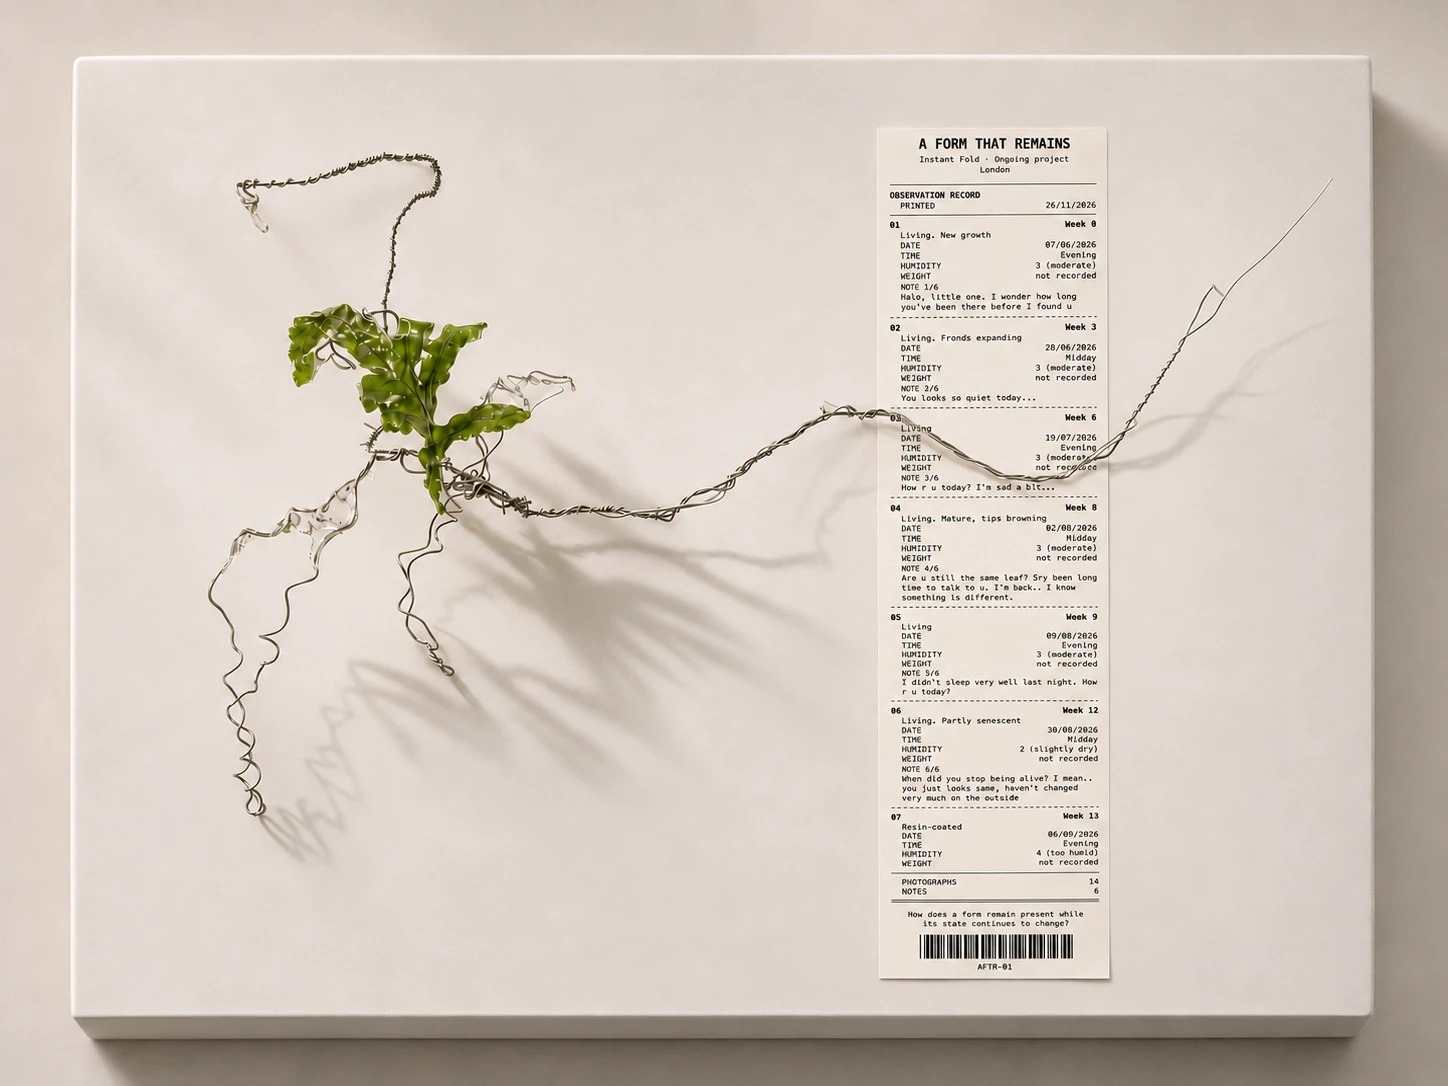 A FORM THAT REMAINS
Instant Fold · Ongoing project
London
OBSERVATION RECORD
PRINTED 26/11/2026
01 Week 0
Living. New growth
DATE 07/06/2026
TIME Evening
HUMIDITY 3 (moderate)
WEIGHT not recorded
NOTE 1/6
Halo, little one. I wonder how long
you've been there before I found u
02 Week 3
Living. Fronds expanding
DATE 28/06/2026
TIME Midday
HUMIDITY 3 (moderate)
WEIGHT not recorded
NOTE 2/6
You looks so quiet today...
03 Week 6
Living
DATE 19/07/2026
TIME Evening
HUMIDITY 3 (moderate)
WEIGHT not recorded
NOTE 3/6
How r u today? I'm sad a bit...
04 Week 8
Living. Mature, tips browning
DATE 02/08/2026
TIME Midday
HUMIDITY 3 (moderate)
WEIGHT not recorded
NOTE 4/6
Are u still the same leaf? Sry been long
time to talk to u. I'm back.. I know
something is different.
05 Week 9
Living
DATE 09/08/2026
TIME Evening
HUMIDITY 3 (moderate)
WEIGHT not recorded
NOTE 5/6
I didn't sleep very well last night. How
r u today?
06 Week 12
Living. Partly senescent
DATE 30/08/2026
TIME Midday
HUMIDITY 2 (slightly dry)
WEIGHT not recorded
NOTE 6/6
When did you stop being alive? I mean..
you just looks same, haven't changed
very much on the outside
07 Week 13
Resin-coated
DATE 06/09/2026
TIME Evening
HUMIDITY 4 (too humid)
WEIGHT not recorded
PHOTOGRAPHS 14
NOTES 6
How does a form remain present while
its state continues to change?
AFTR-01